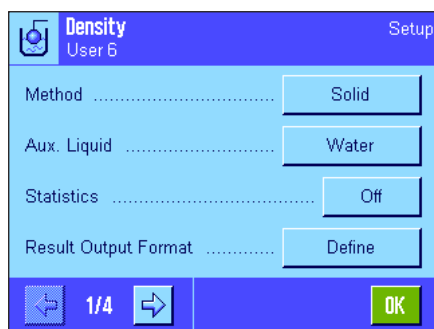 Density Setup
User 6
Method ................................ Solid
Aux. Liquid .......................... Water
Statistics .................................... Off
Result Output Format ............ Define
1/4 OK